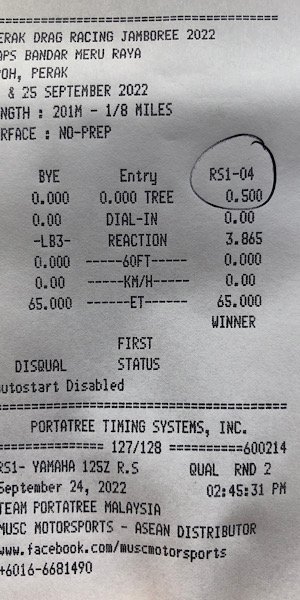 ERAK DRAG RACING JAMBOREE 2022
APS BANDAR MERU RAYA
POH, PERAK
& 25 SEPTEMBER 2022
NGTH : 201M - 1/8 MILES
RFACE : NO-PREP
BYE Entry RS1-04
0.000 0.000 TREE 0.500
0.00 DIAL-IN 0.00
-LB3- REACTION 3.865
0.000 -----60FT----- 0.000
0.00 -----KM/H----- 0.00
65.000 ------ET------ 65.000
WINNER
FIRST
DISQUAL STATUS
utostart Disabled
PORTATREE TIMING SYSTEMS, INC.
============== 127/128 ==========600214
RS1- YAMAHA 125Z R.S QUAL RND 2
September 24, 2022 02:45:31 PM
TEAM PORTATREE MALAYSIA
MUSC MOTORSPORTS - ASEAN DISTRIBUTOR
www.facebook.com/muscmotorsports
+6016-6681490